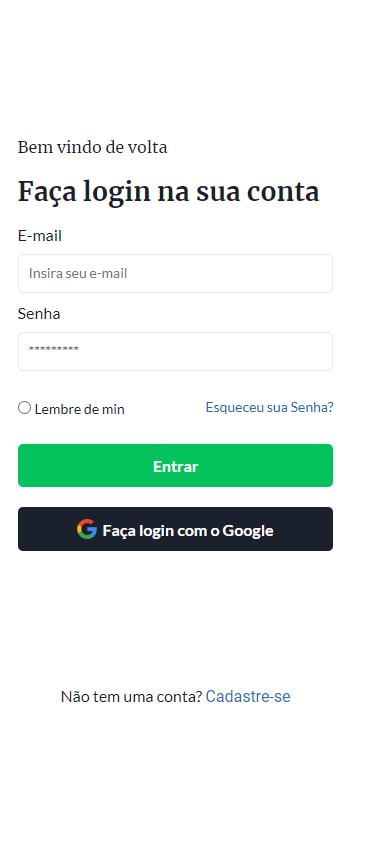 Bem vindo de volta
Faça login na sua conta
E-mail
Insira seu e-mail
Senha
*********
Lembre de min
Esqueceu sua Senha?
Entrar
Faça login com o Google
Não tem uma conta? Cadastre-se